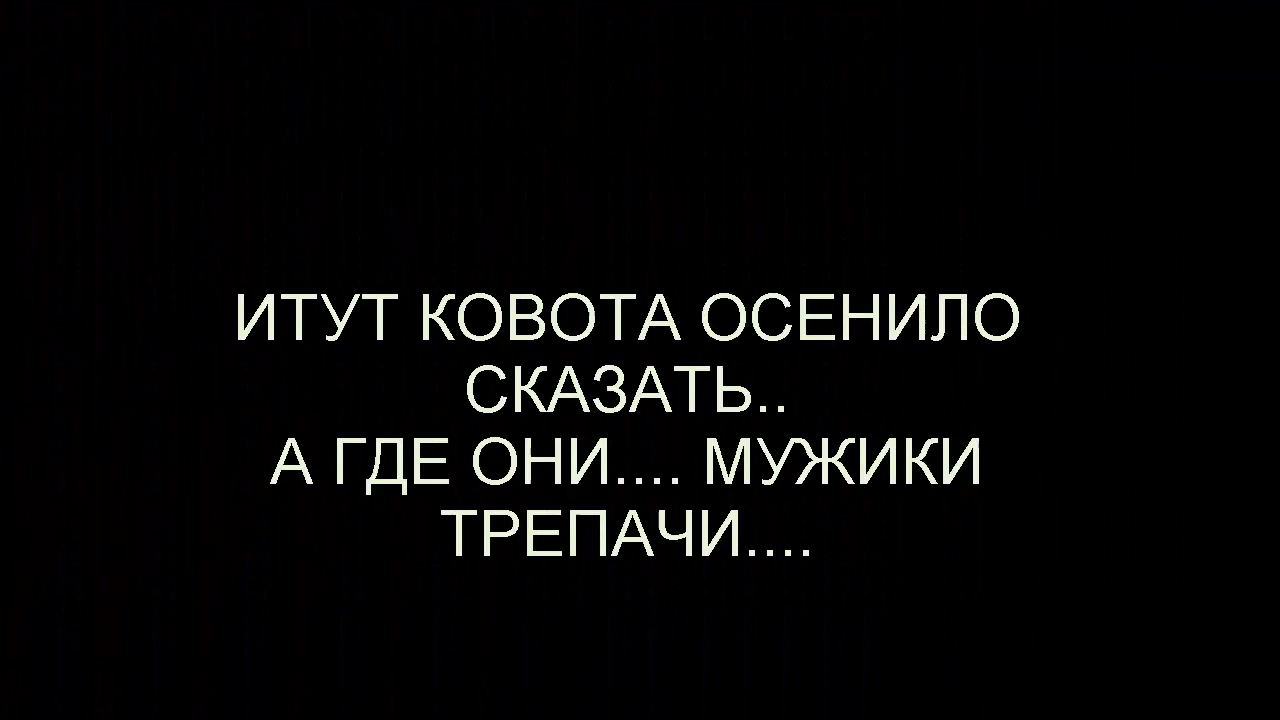 ИТУТ КОВОТА ОСЕНИЛО
СКАЗАТЬ..
А ГДЕ ОНИ.... МУЖИКИ
ТРЕПАЧИ....